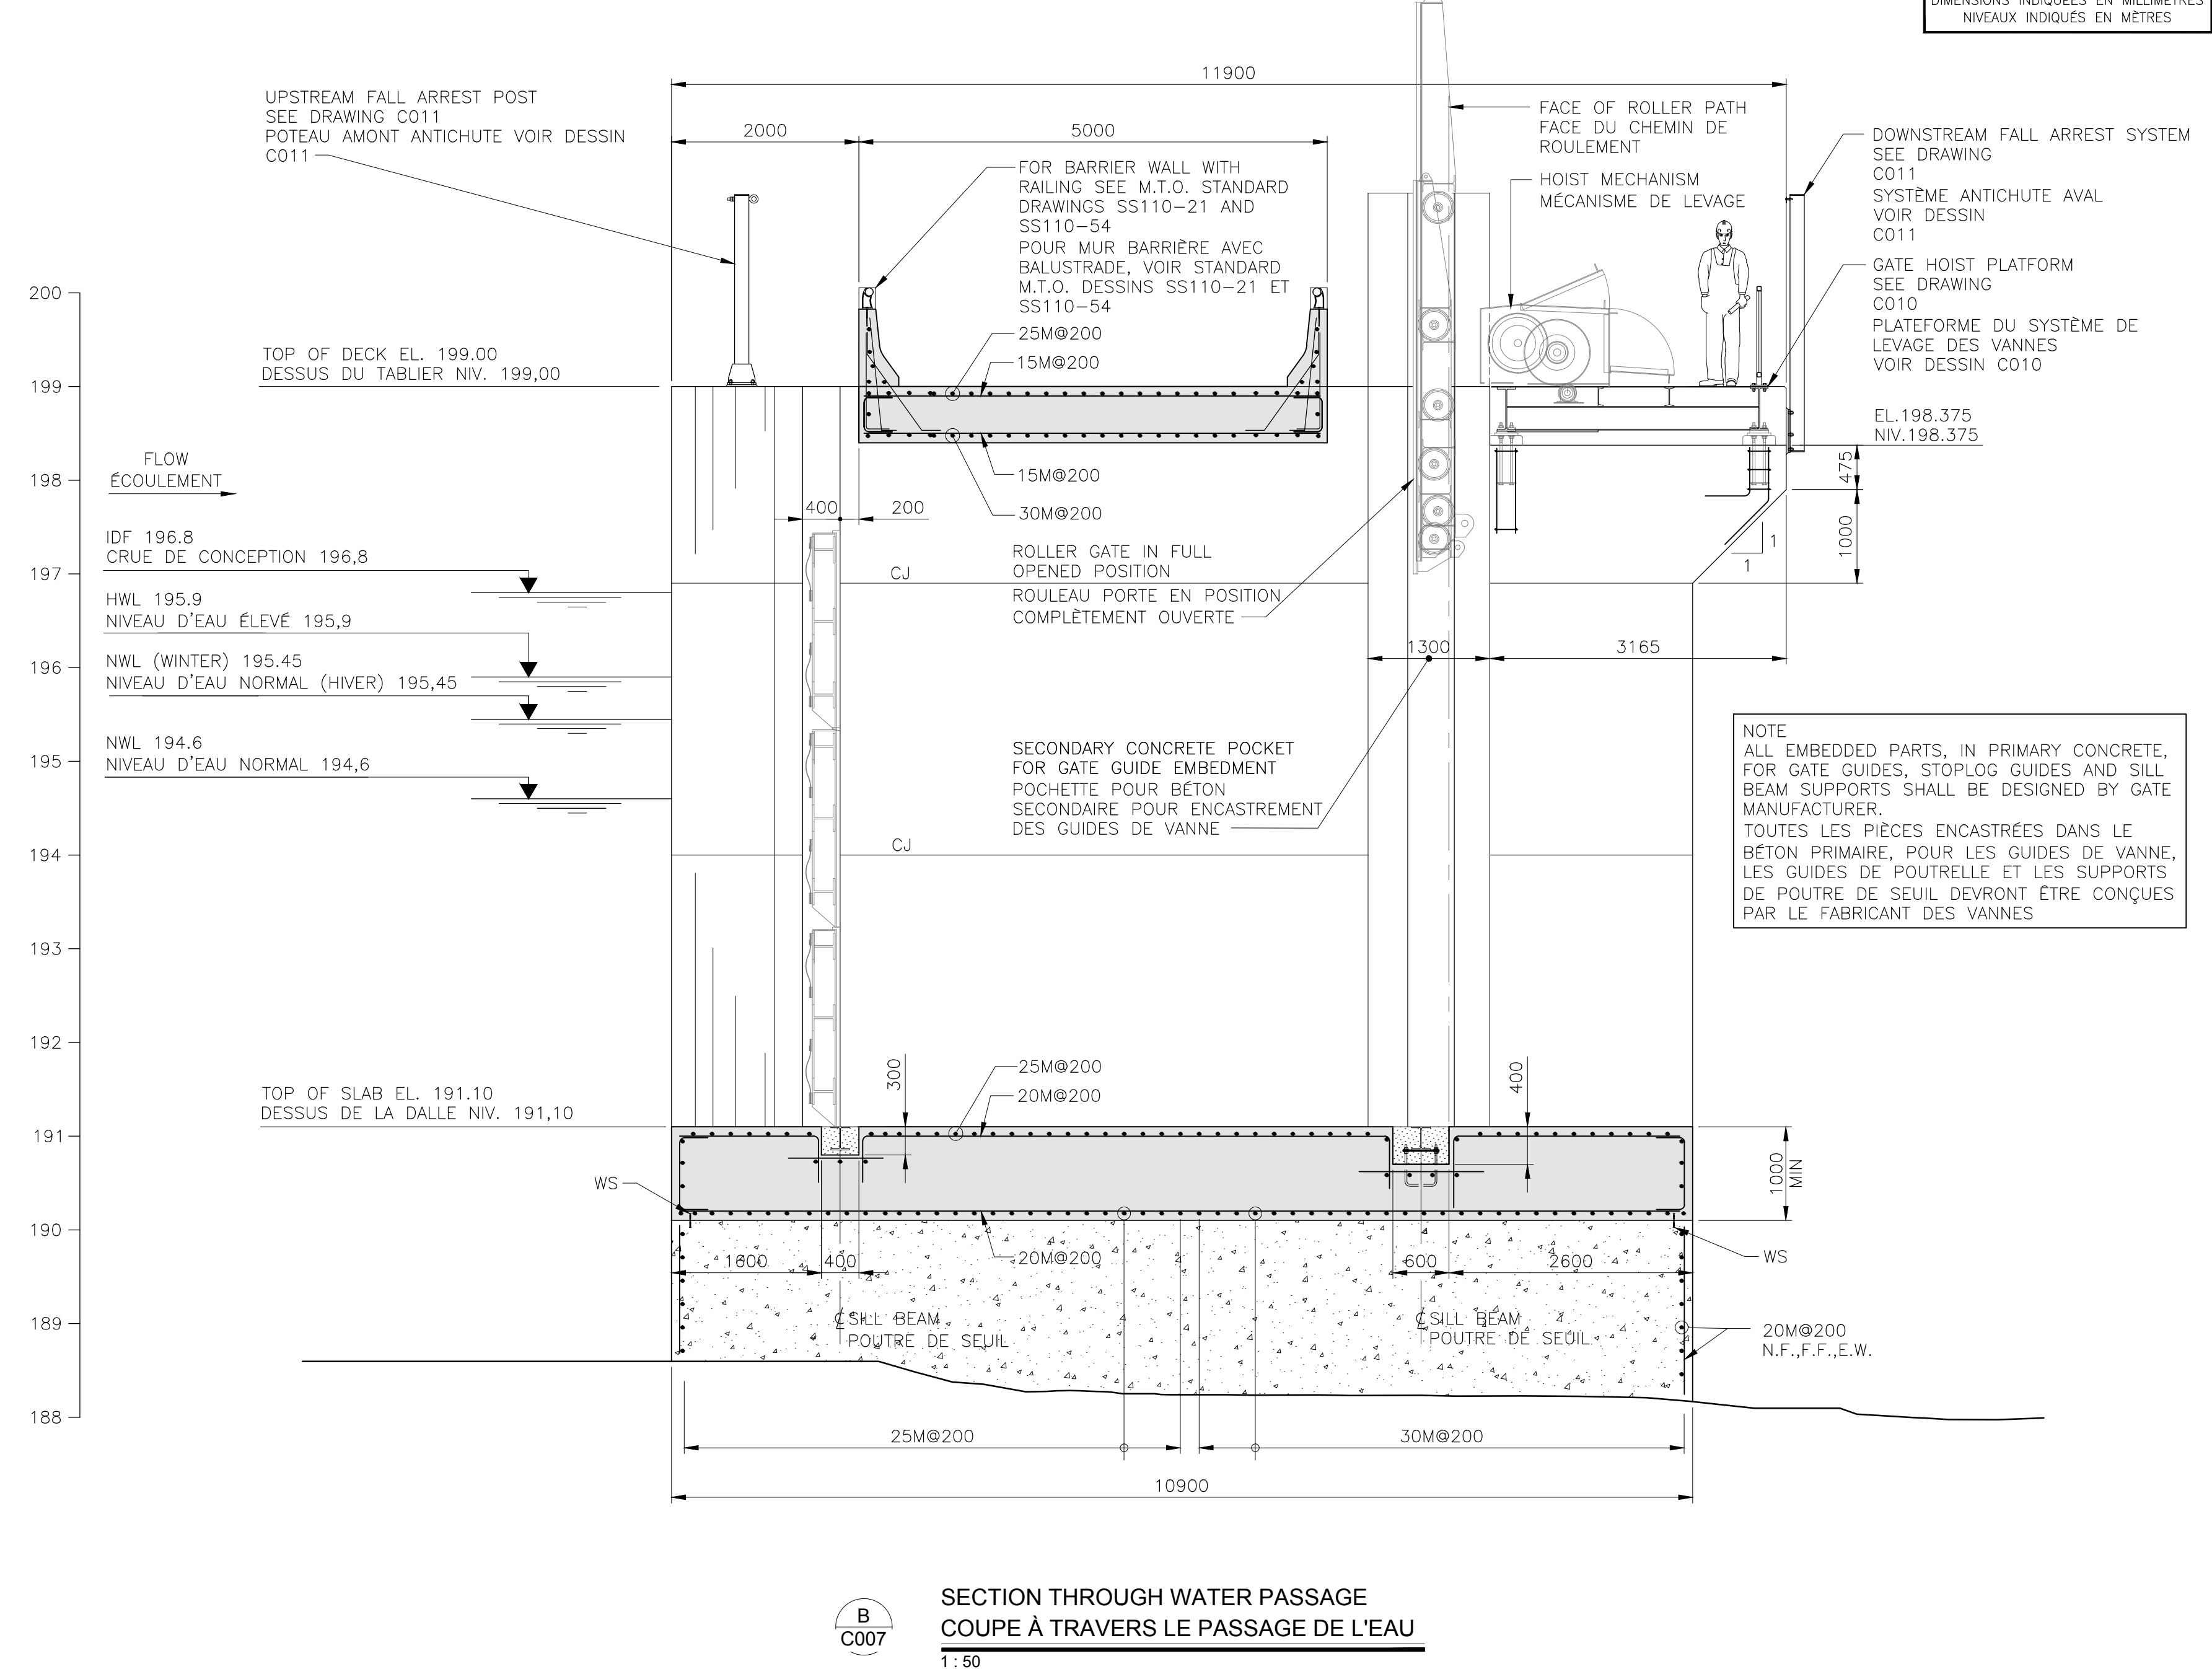 DIMENSIONS INDIQUÉES EN MILLIMÈTRES
NIVEAUX INDIQUÉS EN MÈTRES
11900
2000
5000
UPSTREAM FALL ARREST POST
SEE DRAWING C011
POTEAU AMONT ANTICHUTE VOIR DESSIN
C011
FOR BARRIER WALL WITH
RAILING SEE M.T.O. STANDARD
DRAWINGS SS110-21 AND
SS110-54
POUR MUR BARRIÈRE AVEC
BALUSTRADE, VOIR STANDARD
M.T.O. DESSINS SS110-21 ET
SS110-54
25M@200
15M@200
15M@200
30M@200
FACE OF ROLLER PATH
FACE DU CHEMIN DE
ROULEMENT
HOIST MECHANISM
MÉCANISME DE LEVAGE
DOWNSTREAM FALL ARREST SYSTEM
SEE DRAWING
C011
SYSTÈME ANTICHUTE AVAL
VOIR DESSIN
C011
GATE HOIST PLATFORM
SEE DRAWING
C010
PLATEFORME DU SYSTÈME DE
LEVAGE DES VANNES
VOIR DESSIN C010
EL.198.375
NIV.198.375
475
1000
1
1
200
199
198
197
196
195
194
193
192
191
190
189
188
TOP OF DECK EL. 199.00
DESSUS DU TABLIER NIV. 199,00
FLOW
ÉCOULEMENT
IDF 196.8
CRUE DE CONCEPTION 196,8
HWL 195.9
NIVEAU D'EAU ÉLEVÉ 195,9
NWL (WINTER) 195.45
NIVEAU D'EAU NORMAL (HIVER) 195,45
NWL 194.6
NIVEAU D'EAU NORMAL 194,6
400
200
CJ
ROLLER GATE IN FULL
OPENED POSITION
ROULEAU PORTE EN POSITION
COMPLÈTEMENT OUVERTE
1300
3165
SECONDARY CONCRETE POCKET
FOR GATE GUIDE EMBEDMENT
POCHETTE POUR BÉTON
SECONDAIRE POUR ENCASTREMENT
DES GUIDES DE VANNE
CJ
NOTE
ALL EMBEDDED PARTS, IN PRIMARY CONCRETE,
FOR GATE GUIDES, STOPLOG GUIDES AND SILL
BEAM SUPPORTS SHALL BE DESIGNED BY GATE
MANUFACTURER.
TOUTES LES PIÈCES ENCASTRÉES DANS LE
BÉTON PRIMAIRE, POUR LES GUIDES DE VANNE,
LES GUIDES DE POUTRELLE ET LES SUPPORTS
DE POUTRE DE SEUIL DEVRONT ÊTRE CONÇUES
PAR LE FABRICANT DES VANNES
TOP OF SLAB EL. 191.10
DESSUS DE LA DALLE NIV. 191,10
300
25M@200
20M@200
400
1000
MIN
WS
WS
1600
400
20M@200
600
2600
℄ SILL BEAM
POUTRE DE SEUIL
℄ SILL BEAM
POUTRE DE SEUIL
20M@200
N.F.,F.F.,E.W.
25M@200
30M@200
10900
B
C007
SECTION THROUGH WATER PASSAGE
COUPE À TRAVERS LE PASSAGE DE L'EAU
1 : 50